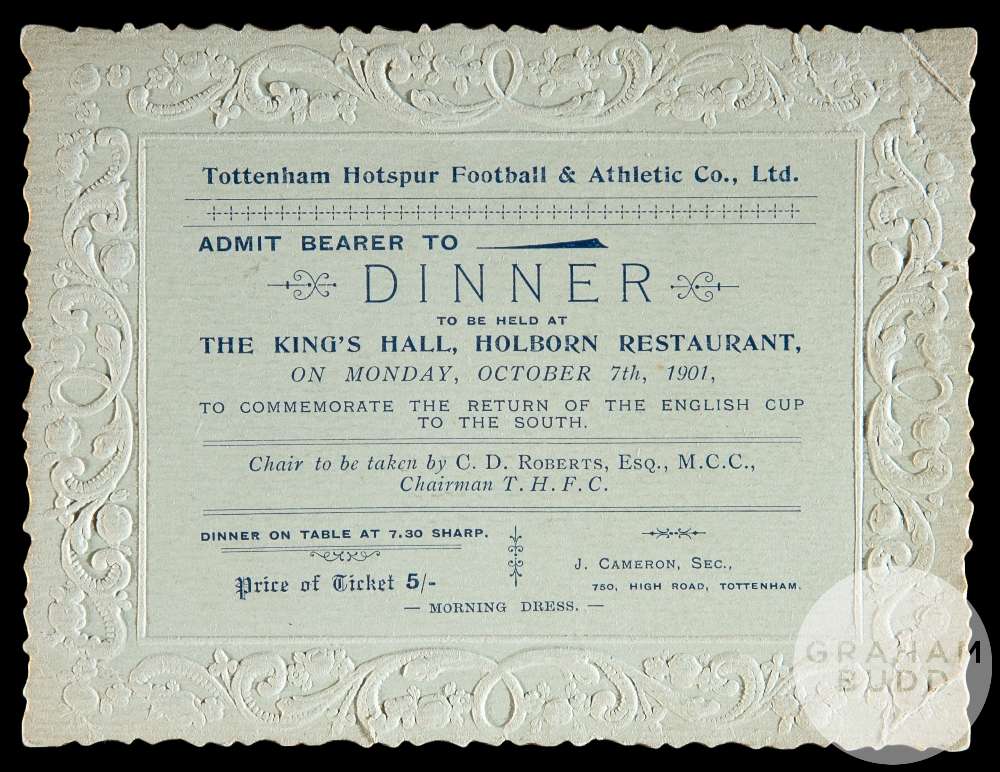 Tottenham Hotspur Football & Athletic Co., Ltd.
ADMIT BEARER TO
DINNER
TO BE HELD AT
THE KING'S HALL, HOLBORN RESTAURANT,
ON MONDAY, OCTOBER 7th, 1901,
TO COMMEMORATE THE RETURN OF THE ENGLISH CUP
TO THE SOUTH.
Chair to be taken by C. D. ROBERTS, ESQ., M.C.C.,
Chairman T. H. F. C.
DINNER ON TABLE AT 7.30 SHARP.
Price of Ticket 5/-
J. CAMERON, SEC.,
750, HIGH ROAD, TOTTENHAM.
— MORNING DRESS. —
GRAHAM
BUDD